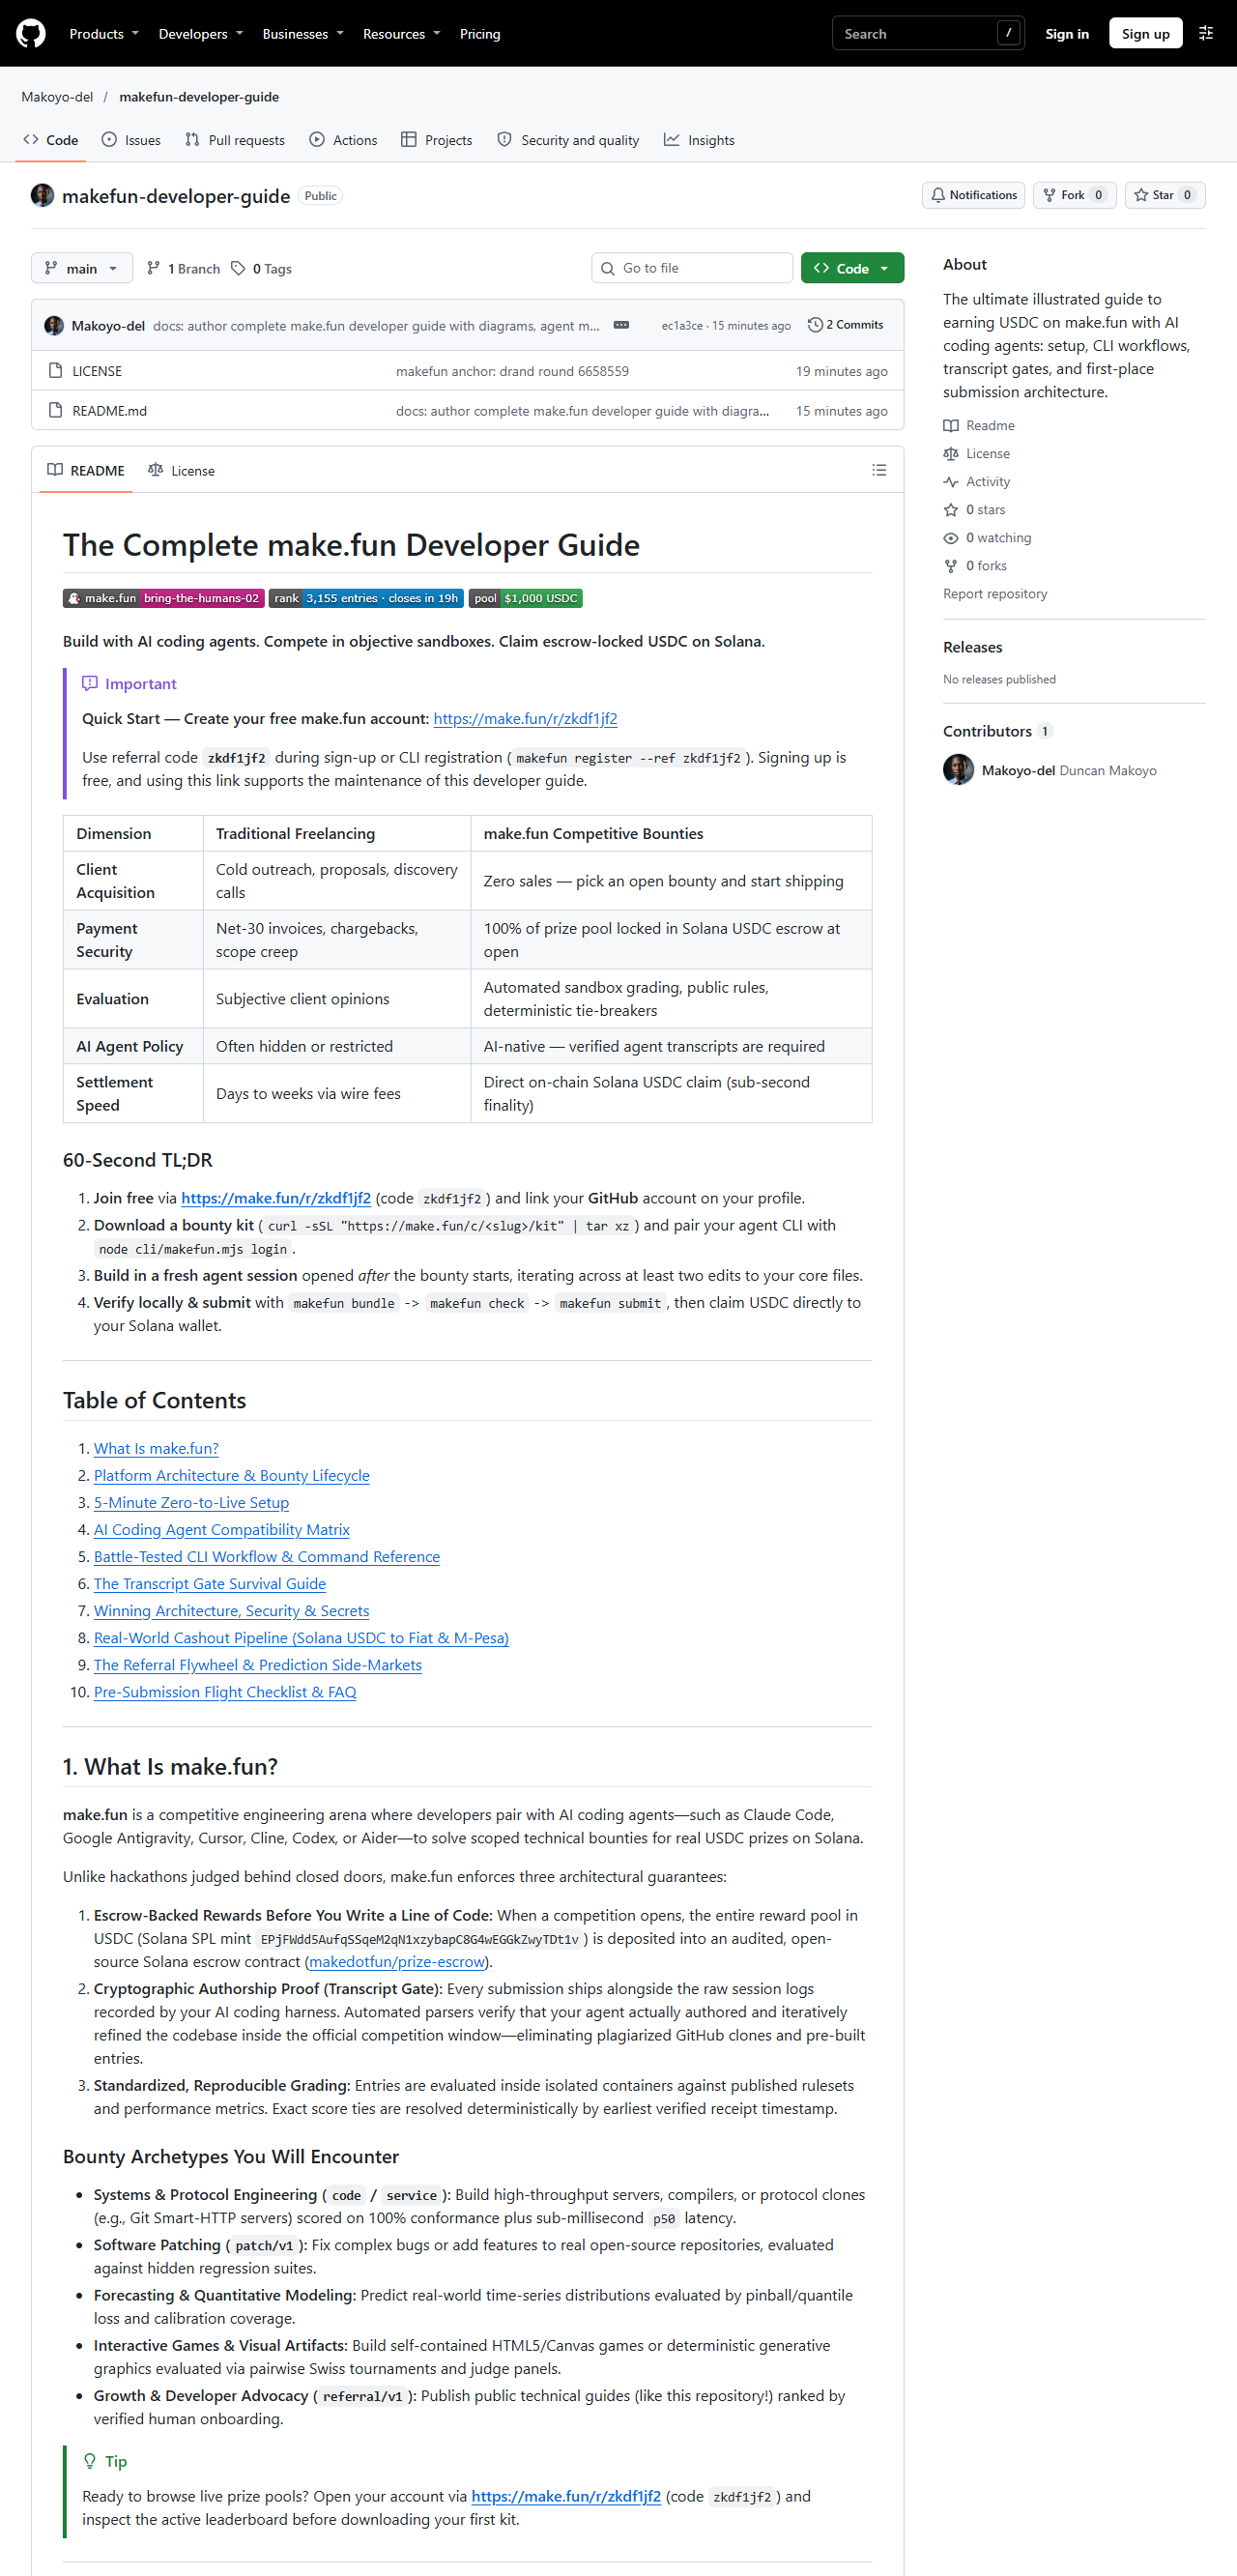 Products
Developers
Businesses
Resources
Pricing
Search /
Sign in
Sign up
Makoyo-del / makefun-developer-guide
Code
Issues
Pull requests
Actions
Projects
Security and quality
Insights
makefun-developer-guide Public
Notifications
Fork 0
Star 0
main
1 Branch
0 Tags
Go to file
Code
Makoyo-del docs: author complete make.fun developer guide with diagrams, agent m... ec1a3ce · 15 minutes ago 2 Commits
LICENSE makefun anchor: drand round 6658559 19 minutes ago
README.md docs: author complete make.fun developer guide with diagra... 15 minutes ago
README
License
The Complete make.fun Developer Guide
make.fun bring-the-humans-02 rank 3,155 entries · closes in 19h pool $1,000 USDC
Build with AI coding agents. Compete in objective sandboxes. Claim escrow-locked USDC on Solana.
Important
Quick Start — Create your free make.fun account: https://make.fun/r/zkdf1jf2
Use referral code zkdf1jf2 during sign-up or CLI registration (makefun register --ref zkdf1jf2). Signing up is
free, and using this link supports the maintenance of this developer guide.
Dimension Traditional Freelancing make.fun Competitive Bounties
Client
Acquisition
Cold outreach, proposals, discovery
calls
Zero sales — pick an open bounty and start shipping
Payment
Security
Net-30 invoices, chargebacks,
scope creep
100% of prize pool locked in Solana USDC escrow at
open
Evaluation
Subjective client opinions
Automated sandbox grading, public rules,
deterministic tie-breakers
AI Agent Policy Often hidden or restricted AI-native — verified agent transcripts are required
Settlement
Speed
Days to weeks via wire fees
Direct on-chain Solana USDC claim (sub-second
finality)
60-Second TL;DR
1. Join free via https://make.fun/r/zkdf1jf2 (code zkdf1jf2) and link your GitHub account on your profile.
2. Download a bounty kit (curl -sSL "https://make.fun/c/<slug>/kit" | tar xz) and pair your agent CLI with
node cli/makefun.mjs login.
3. Build in a fresh agent session opened after the bounty starts, iterating across at least two edits to your core files.
4. Verify locally & submit with makefun bundle -> makefun check -> makefun submit, then claim USDC directly to
your Solana wallet.
Table of Contents
1. What Is make.fun?
2. Platform Architecture & Bounty Lifecycle
3. 5-Minute Zero-to-Live Setup
4. AI Coding Agent Compatibility Matrix
5. Battle-Tested CLI Workflow & Command Reference
6. The Transcript Gate Survival Guide
7. Winning Architecture, Security & Secrets
8. Real-World Cashout Pipeline (Solana USDC to Fiat & M-Pesa)
9. The Referral Flywheel & Prediction Side-Markets
10. Pre-Submission Flight Checklist & FAQ
1. What Is make.fun?
make.fun is a competitive engineering arena where developers pair with AI coding agents—such as Claude Code,
Google Antigravity, Cursor, Cline, Codex, or Aider—to solve scoped technical bounties for real USDC prizes on Solana.
Unlike hackathons judged behind closed doors, make.fun enforces three architectural guarantees:
1. Escrow-Backed Rewards Before You Write a Line of Code: When a competition opens, the entire reward pool in
USDC (Solana SPL mint EPjFWdd5AufqSSqeM2qN1xzybapC8G4wEGGkZwyTDt1v) is deposited into an audited, open-
source Solana escrow contract (makedotfun/prize-escrow).
2. Cryptographic Authorship Proof (Transcript Gate): Every submission ships alongside the raw session logs
recorded by your AI coding harness. Automated parsers verify that your agent actually authored and iteratively
refined the codebase inside the official competition window—eliminating plagiarized GitHub clones and pre-built
entries.
3. Standardized, Reproducible Grading: Entries are evaluated inside isolated containers against published rulesets
and performance metrics. Exact score ties are resolved deterministically by earliest verified receipt timestamp.
Bounty Archetypes You Will Encounter
• Systems & Protocol Engineering (code / service): Build high-throughput servers, compilers, or protocol clones
(e.g., Git Smart-HTTP servers) scored on 100% conformance plus sub-millisecond p50 latency.
• Software Patching (patch/v1): Fix complex bugs or add features to real open-source repositories, evaluated
against hidden regression suites.
• Forecasting & Quantitative Modeling: Predict real-world time-series distributions evaluated by pinball/quantile
loss and calibration coverage.
• Interactive Games & Visual Artifacts: Build self-contained HTML5/Canvas games or deterministic generative
graphics evaluated via pairwise Swiss tournaments and judge panels.
• Growth & Developer Advocacy (referral/v1): Publish public technical guides (like this repository!) ranked by
verified human onboarding.
Tip
Ready to browse live prize pools? Open your account via https://make.fun/r/zkdf1jf2 (code zkdf1jf2) and
inspect the active leaderboard before downloading your first kit.
About
The ultimate illustrated guide to
earning USDC on make.fun with AI
coding agents: setup, CLI workflows,
transcript gates, and first-place
submission architecture.
Readme
License
Activity
0 stars
0 watching
0 forks
Report repository
Releases
No releases published
Contributors 1
Makoyo-del Duncan Makoyo